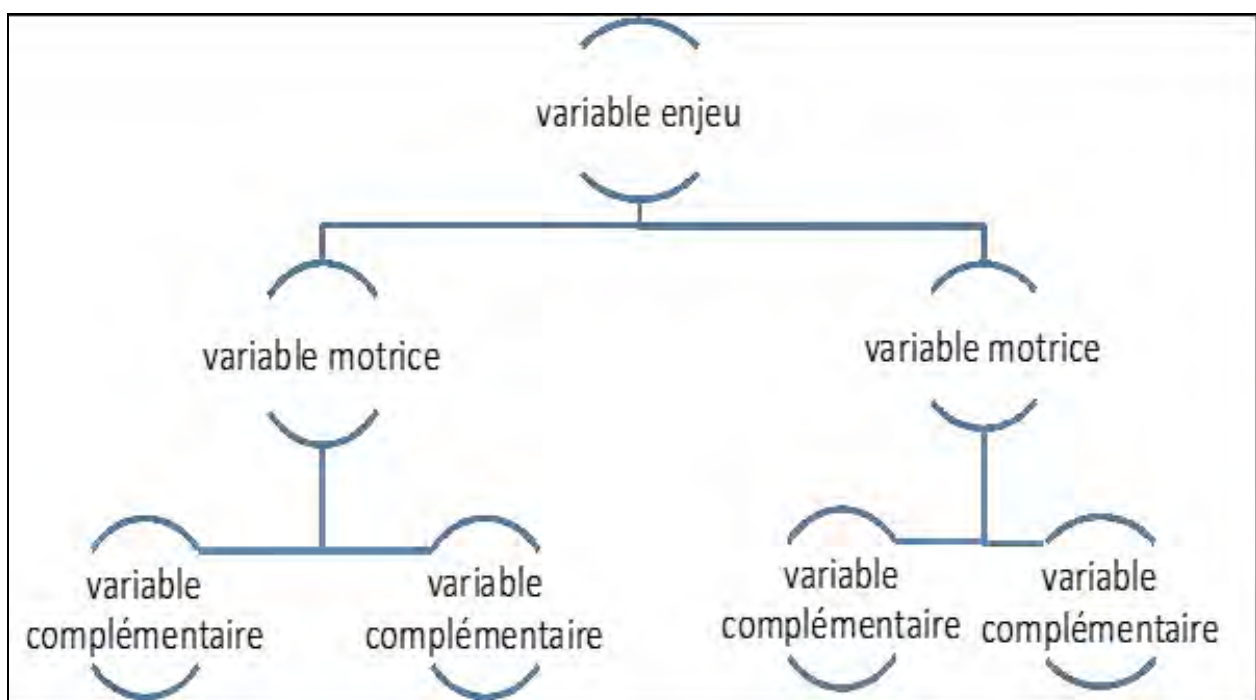 variable enjeu
variable motrice
variable motrice
variable
complémentaire
variable
complémentaire
variable
complémentaire
variable
complémentaire